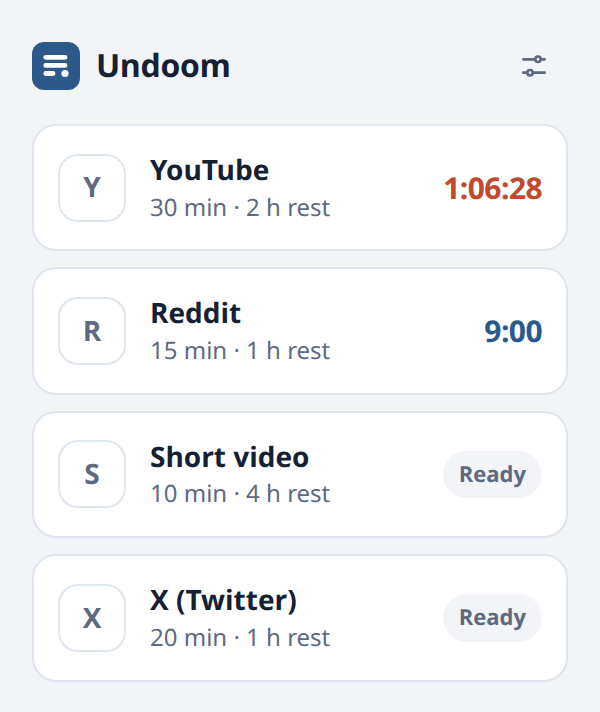 Undoom
Y
YouTube
30 min · 2 h rest
1:06:28
R
Reddit
15 min · 1 h rest
9:00
S
Short video
10 min · 4 h rest
Ready
X
X (Twitter)
20 min · 1 h rest
Ready